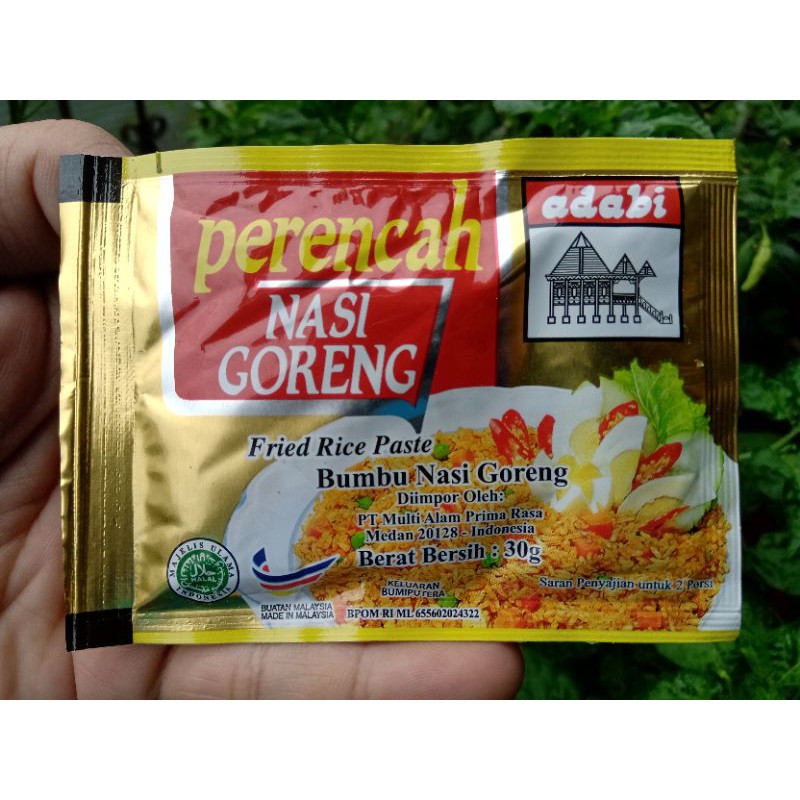 perencah
NASI
GORENG
adabi
Fried Rice Paste
Bumbu Nasi Goreng
Diimpor Oleh:
PT. Multi Alam Prima Rasa
Medan 20128 - Indonesia
Berat Bersih : 30g
Saran Penyajian untuk 2 Porsi
MAJELIS ULAMA
HALAL
INDONESIA
BUATAN MALAYSIA
MADE IN MALAYSIA
KELUARAN
BUMIPUTERA
BPOM RI ML 655602024322